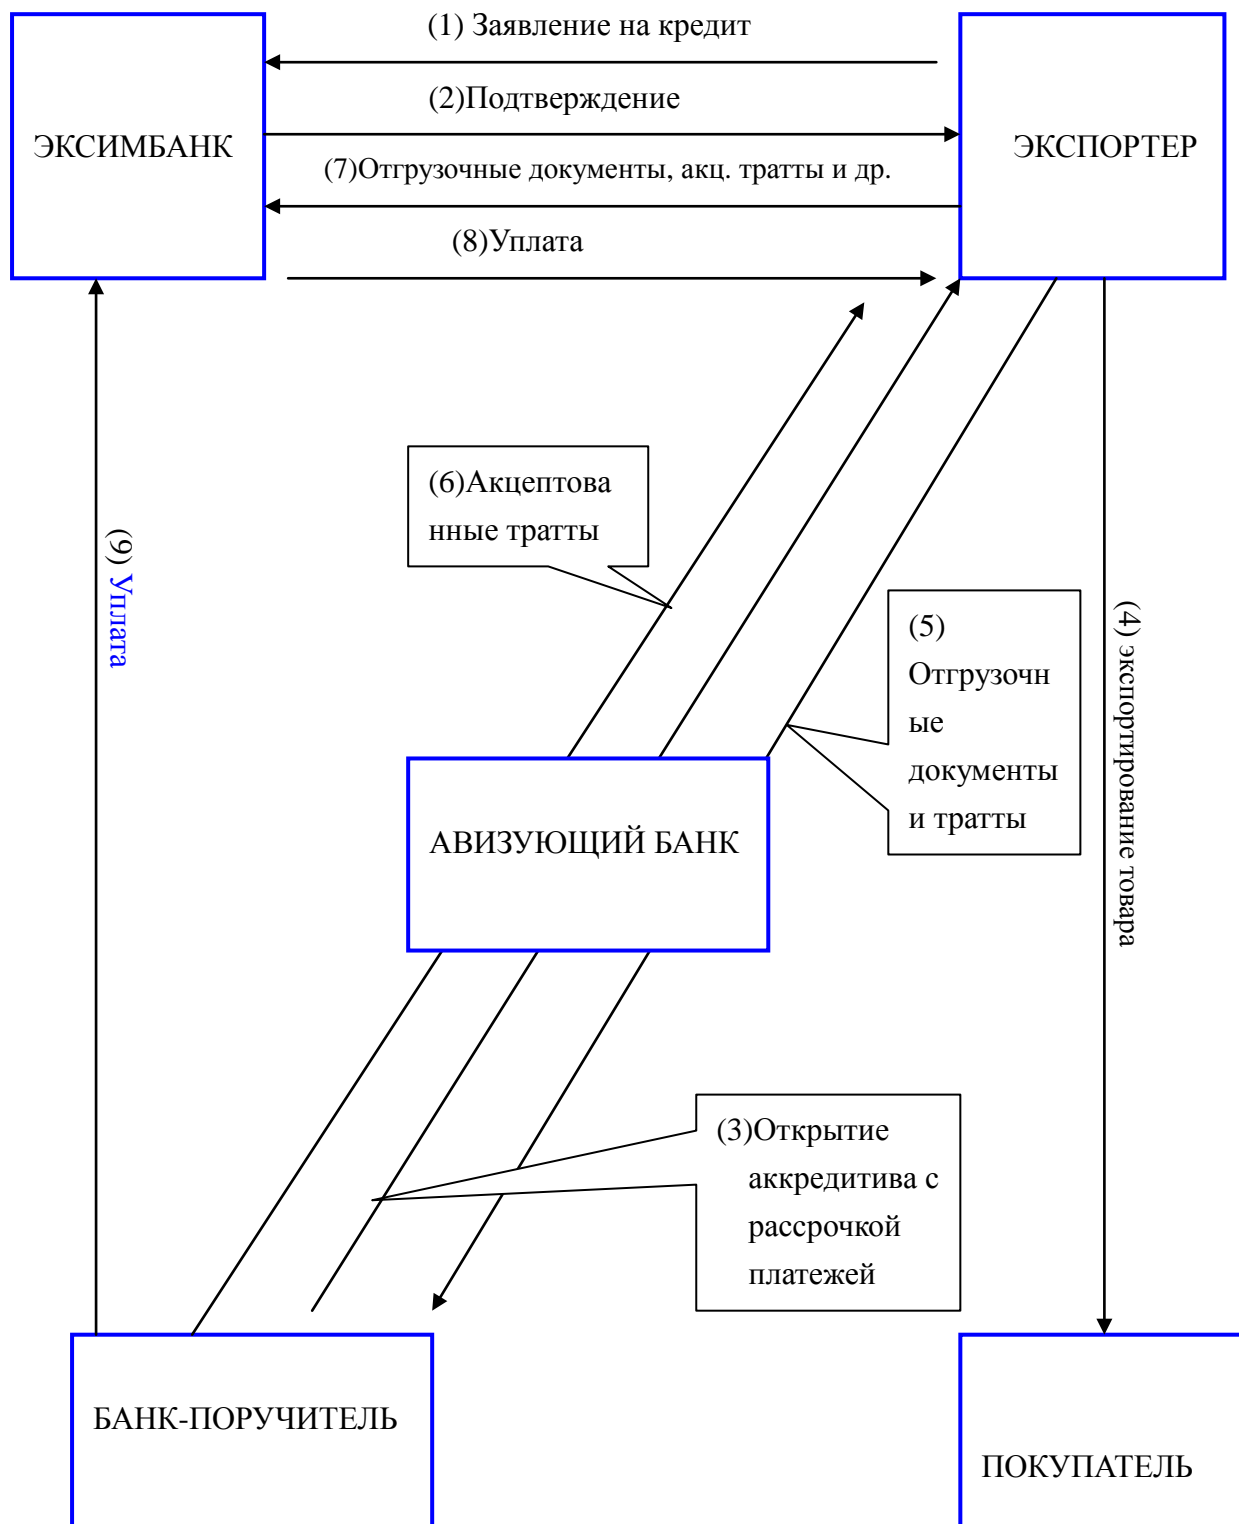 (1) Заявление на кредит
(2)Подтверждение
ЭКСИМБАНК
ЭКСПОРТЕР
(7)Отгрузочные документы, акц. тратты и др.
(8)Уплата
(6)Акцептова
нные тратты
(9) Уплата
(5)
Отгрузочн
ые
документы
и тратты
(4) экспортирование товара
АВИЗУЮЩИЙ БАНК
(3)Открытие
аккредитива с
рассрочкой
платежей
БАНК-ПОРУЧИТЕЛЬ
ПОКУПАТЕЛЬ